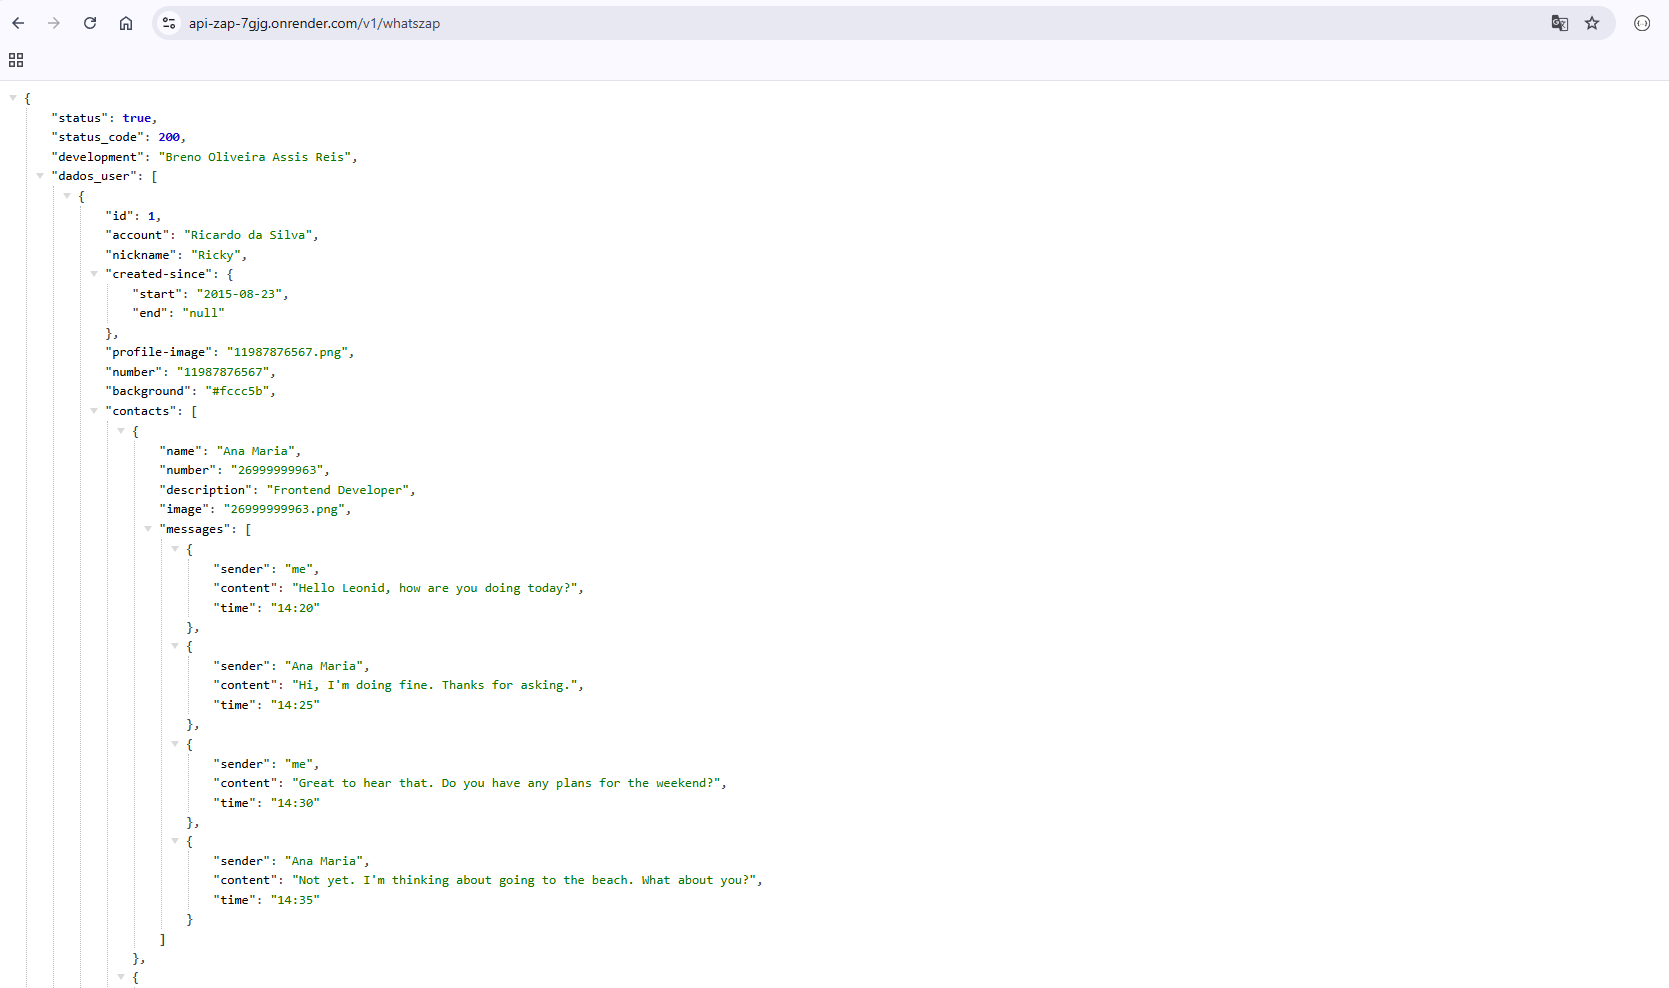 api-zap-7gjg.onrender.com/v1/whatszap
{
"status": true,
"status_code": 200,
"development": "Breno Oliveira Assis Reis",
"dados_user": [
{
"id": 1,
"account": "Ricardo da Silva",
"nickname": "Ricky",
"created-since": {
"start": "2015-08-23",
"end": "null"
},
"profile-image": "11987876567.png",
"number": "11987876567",
"background": "#fccc5b",
"contacts": [
{
"name": "Ana Maria",
"number": "26999999963",
"description": "Frontend Developer",
"image": "26999999963.png",
"messages": [
{
"sender": "me",
"content": "Hello Leonid, how are you doing today?",
"time": "14:20"
},
{
"sender": "Ana Maria",
"content": "Hi, I'm doing fine. Thanks for asking.",
"time": "14:25"
},
{
"sender": "me",
"content": "Great to hear that. Do you have any plans for the weekend?",
"time": "14:30"
},
{
"sender": "Ana Maria",
"content": "Not yet. I'm thinking about going to the beach. What about you?",
"time": "14:35"
}
]
},
{